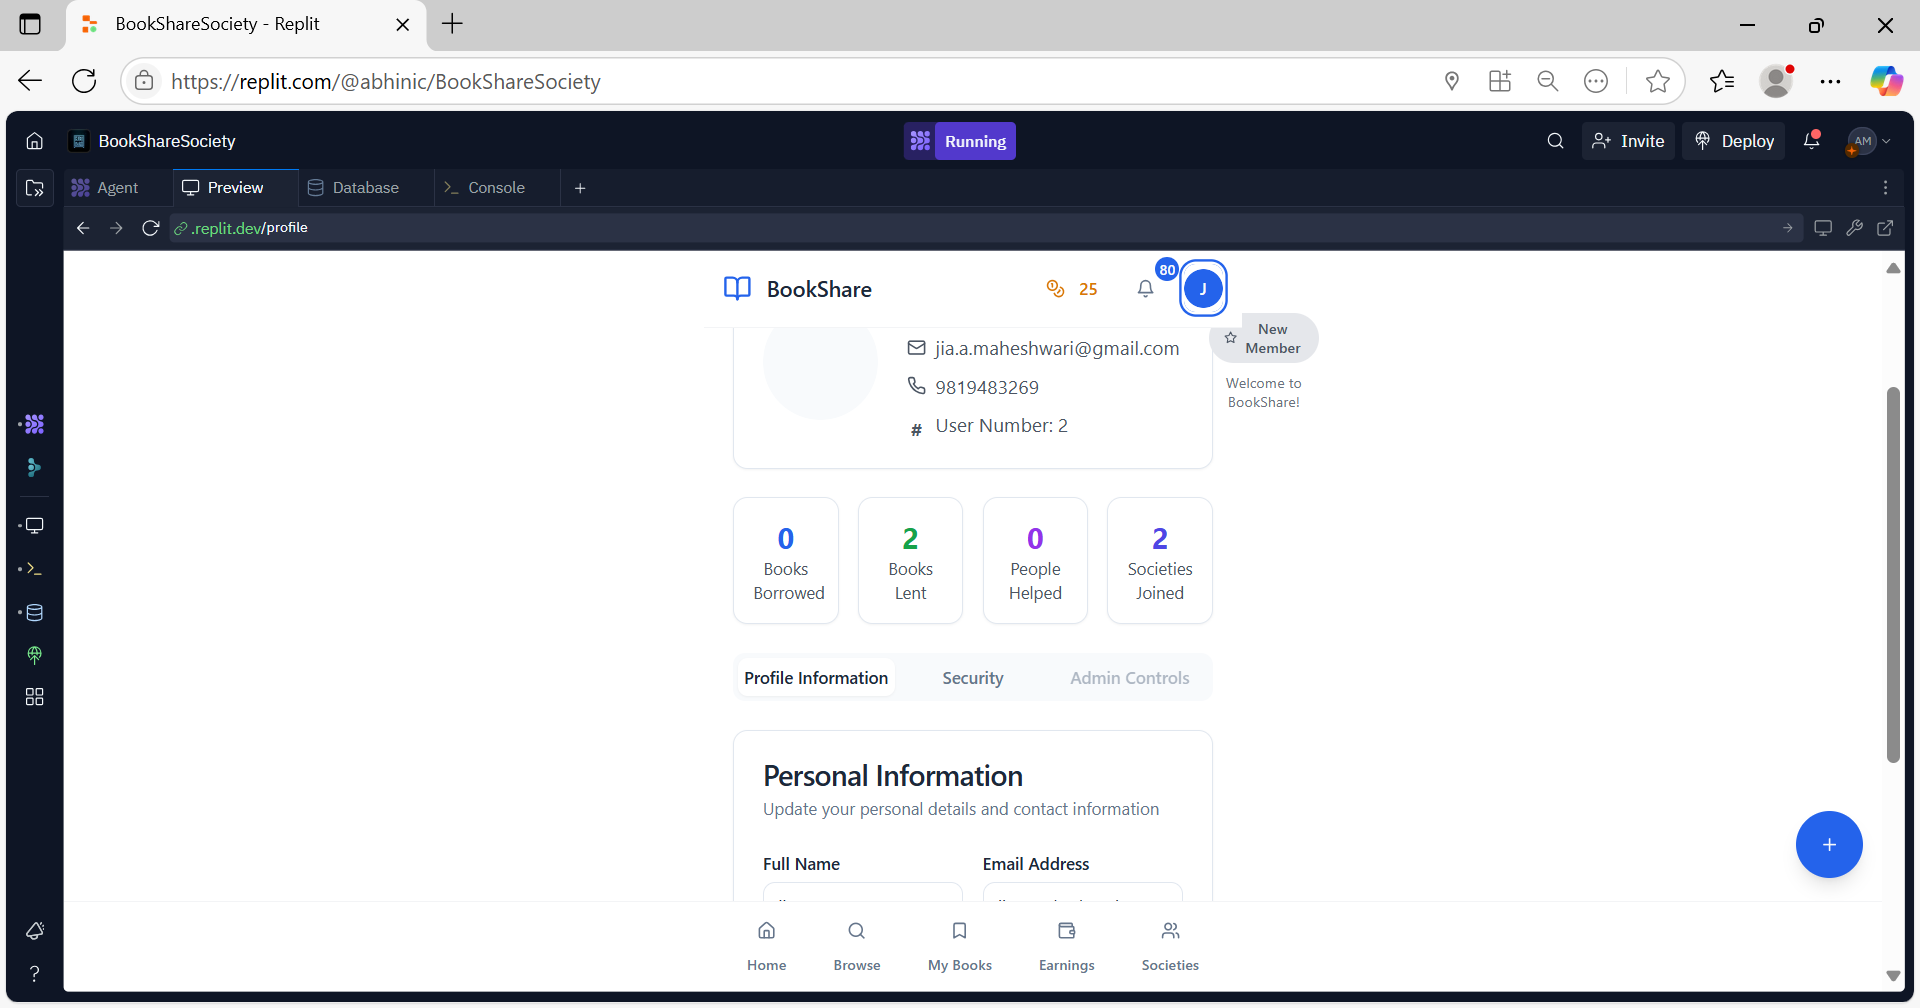 BookShareSociety - Replit
https://replit.com/@abhinic/BookShareSociety
BookShareSociety
Running
Invite
Deploy
AM
Agent
Preview
Database
Console
.replit.dev/profile
BookShare
25
80
J
New
Member
jia.a.maheshwari@gmail.com
Welcome to
BookShare!
9819483269
# User Number: 2
0
Books
Borrowed
2
Books
Lent
0
People
Helped
2
Societies
Joined
Profile Information
Security
Admin Controls
Personal Information
Update your personal details and contact information
Full Name
Email Address
Home
Browse
My Books
Earnings
Societies